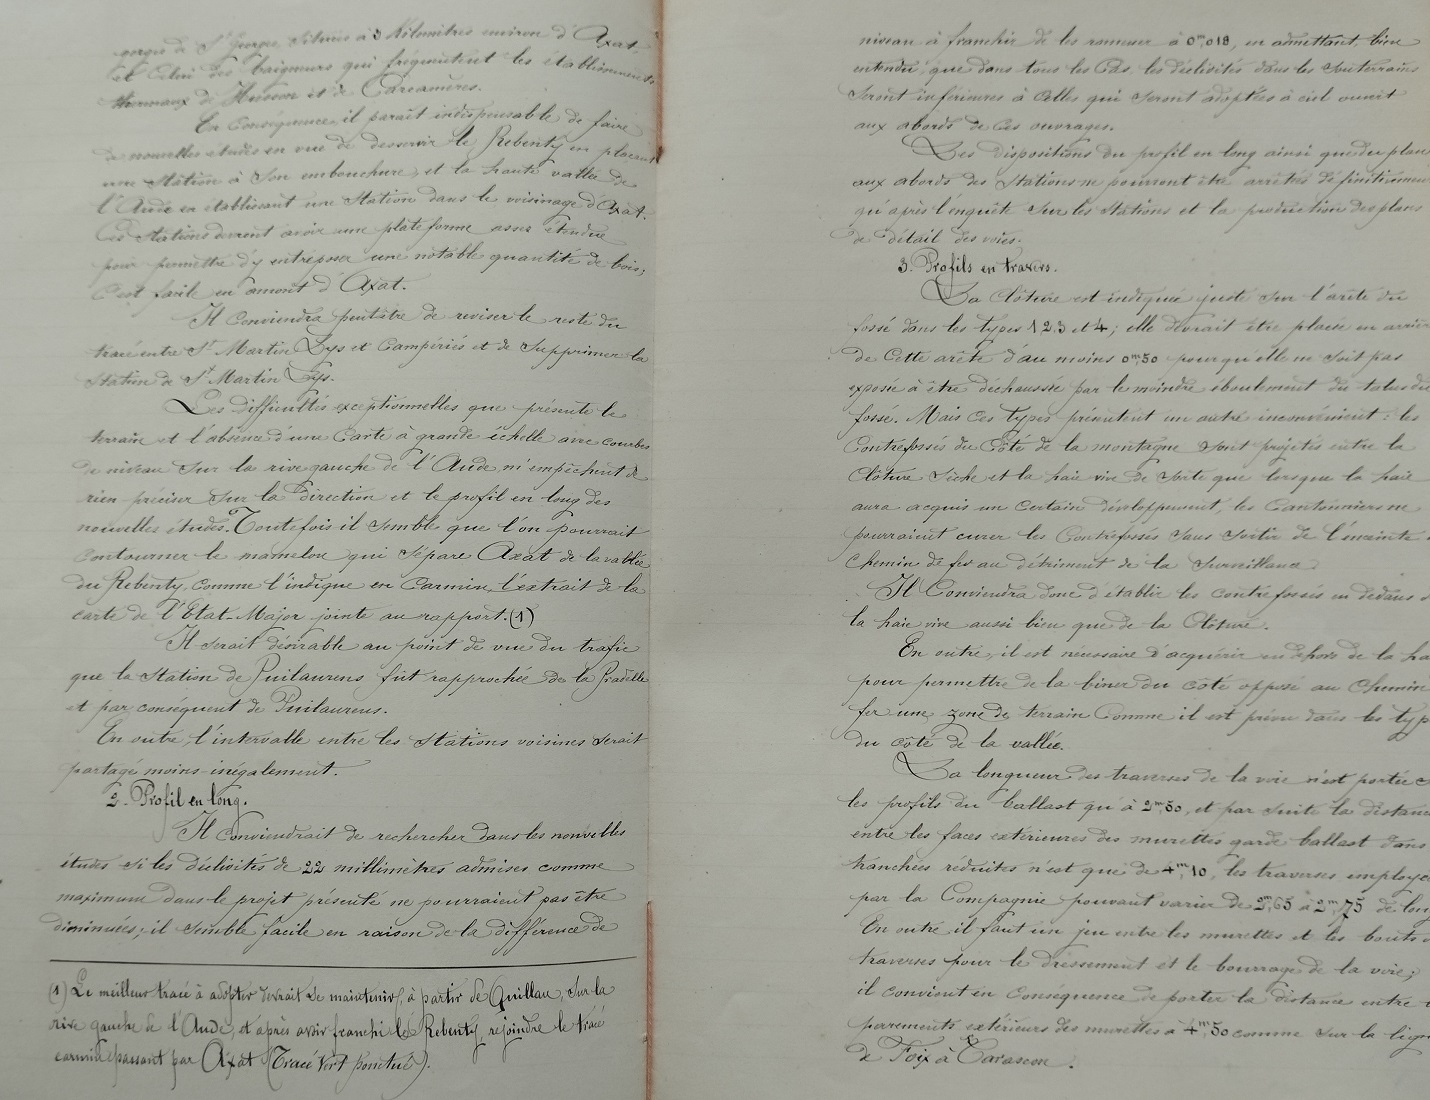 gorges de St Georges situées à 3 kilomètres environ d'Axat
et celui des baigneurs qui fréquentent les établissements
thermaux de Husson et de Carcanières.
En conséquence, il paraît indispensable de faire
de nouvelles études en vue de desservir le Rebenty en plaçant
une station à son embouchure, et la haute vallée de
l'Aude en établissant une station dans le voisinage d'Axat.
Ces stations devront avoir une plateforme assez étendue
pour permettre d'y entreposer une notable quantité de bois;
c'est facile en amont d'Axat.
Il conviendra peut être de reviser le reste du
tracé entre St Martin Lys et Campériés et de supprimer la
station de St Martin Lys.
Les difficultés exceptionnelles que présente le
terrain et l'absence d'une carte à grande échelle avec courbes
de niveau sur la rive gauche de l'Aude m'empêchent de
rien préciser sur la direction et le profil en long des
nouvelles études. Toutefois il semble que l'on pourrait
contourner le mamelon qui sépare Axat de la vallée
du Rebenty, comme l'indique en carmin, l'extrait de la
carte de l'État-Major jointe au rapport. (1)
Il serait désirable au point de vue du trafic
que la station de Puilaurens fût rapprochée de la Pradelle
et par conséquent de Puilaurens.
En outre, l'intervalle entre les stations voisines serait
partagé moins inégalement.
2. Profil en long.
Il conviendrait de rechercher dans les nouvelles
études si les déclivités de 22 millimètres admises comme
maximum dans le projet présenté ne pourraient pas être
diminuées; il semble facile en raison de la différence de
(1) Le meilleur tracé à adopter devrait se maintenir, à partir de Quillan, sur la
rive gauche de l'Aude, et après avoir franchi le Rebenty, rejoindre le tracé
carmin passant par Axat (Tracé vert ponctué).
niveau à franchir de les ramener à 0m,018, en admettant, bien
entendu, que dans tous les cas, les déclivités dans les souterrains
seront inférieures à celles qui seront adoptées à ciel ouvert
aux abords de ces ouvrages.
Les dispositions du profil en long ainsi que du plan
aux abords des stations ne pourront être arrêtées définitivement
qu'après l'enquête sur les stations et la production des plans
de détail des voies.
3. Profils en travers.
La clôture est indiquée juste sur l'arête du
fossé dans les types 1 2 3 et 4; elle devrait être placée en arrière
de cette arête d'au moins 0m,50 pour qu'elle ne soit pas
exposée à être déchaussée par le moindre éboulement du talus du
fossé. Mais ces types présentent un autre inconvénient: les
contrefossés du côté de la montagne sont projetés entre la
clôture sèche et la haie vive de sorte que lorsque la haie
aura acquis un certain développement, les cantonniers ne
pourraient curer les contrefossés sans sortir de l'enceinte
chemin de fer au détriment de la surveillance.
Il conviendra donc d'établir les contrefossés en dedans
la haie vive aussi bien que de la clôture.
En outre, il est nécessaire d'acquérir en dehors de la ha
pour permettre de la biner du côté opposé au chemin
fer une zone de terrain comme il est prévu dans les typ
du côté de la vallée.
La longueur des traverses de la voie n'est portée
les profils du ballast qu'à 2m,50, et par suite la distance
entre les faces extérieures des murettes garde ballast dans
tranchées réduites n'est que de 4m,10, les traverses employé
par la Compagnie pouvant varier de 2m,65 à 2m,75 de long
En outre il faut un jeu entre les murettes et les bouts
traverses pour le dressement et le bourrage de la voie;
il convient en conséquence de porter la distance entre
parements extérieurs des murettes à 4m,50 comme sur la lign
de Foix à Tarascon.